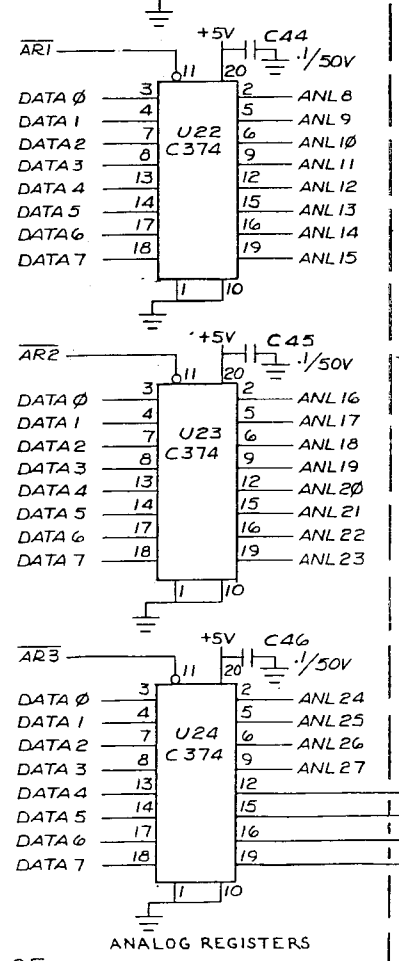 +5V C44
A̅R̅1̅ .1/50V
11 20
DATA Ø 3 2 ANL 8
DATA 1 4 5 ANL 9
DATA 2 7 U22 6 ANL 1Ø
DATA 3 8 C374 9 ANL 11
DATA 4 13 12 ANL 12
DATA 5 14 15 ANL 13
DATA 6 17 16 ANL 14
DATA 7 18 19 ANL 15
1 10
+5V C45
A̅R̅2̅ .1/50V
11 20
DATA Ø 3 2 ANL 16
DATA 1 4 5 ANL 17
DATA 2 7 U23 6 ANL 18
DATA 3 8 C374 9 ANL 19
DATA 4 13 12 ANL 2Ø
DATA 5 14 15 ANL 21
DATA 6 17 16 ANL 22
DATA 7 18 19 ANL 23
1 10
+5V C46
A̅R̅3̅ .1/50V
11 20
DATA Ø 3 2 ANL 24
DATA 1 4 5 ANL 25
DATA 2 7 U24 6 ANL 26
DATA 3 8 C374 9 ANL 27
DATA 4 13 12
DATA 5 14 15
DATA 6 17 16
DATA 7 18 19
1 10
ANALOG REGISTERS